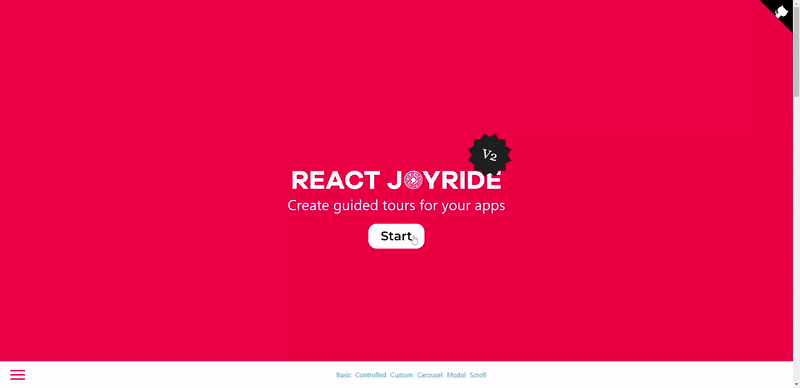 V2
REACT JOYRIDE
Create guided tours for your apps
Start
Basic Controlled Custom Carousel Modal Scroll